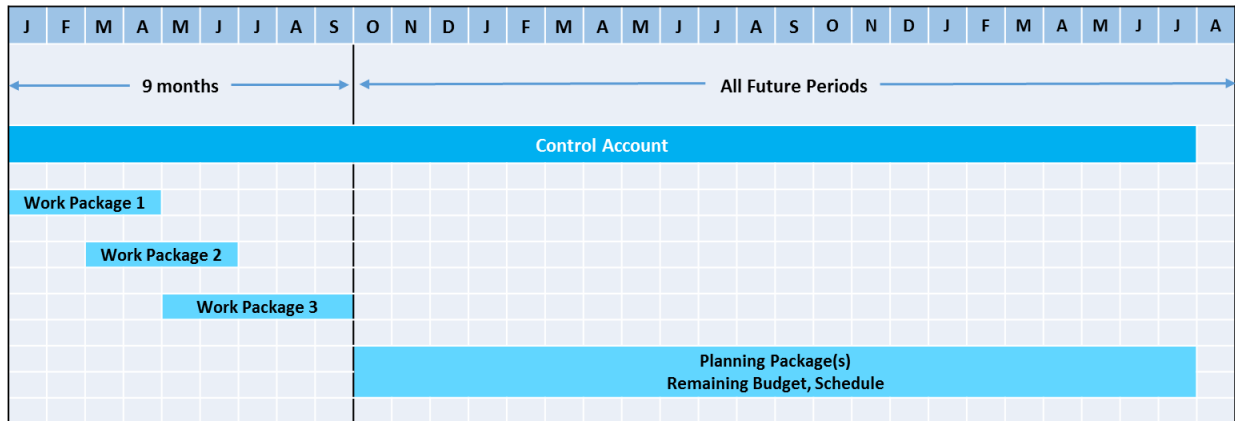 J F M A M J J A S O N D J F M A M J J A S O N D J F M A M J J A
9 months All Future Periods
Control Account
Work Package 1
Work Package 2
Work Package 3
Planning Package(s)
Remaining Budget, Schedule